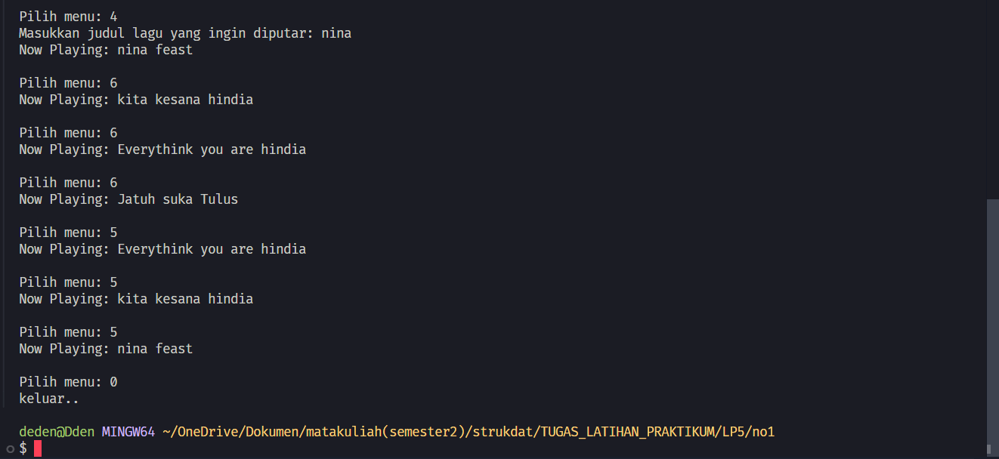 Pilih menu: 4
Masukkan judul lagu yang ingin diputar: nina
Now Playing: nina feast
Pilih menu: 6
Now Playing: kita kesana hindia
Pilih menu: 6
Now Playing: Everythink you are hindia
Pilih menu: 6
Now Playing: Jatuh suka Tulus
Pilih menu: 5
Now Playing: Everythink you are hindia
Pilih menu: 5
Now Playing: kita kesana hindia
Pilih menu: 5
Now Playing: nina feast
Pilih menu: 0
keluar..
deden@Dden MINGW64 ~/OneDrive/Dokumen/matakuliah(semester2)/strukdat/TUGAS_LATIHAN_PRAKTIKUM/LP5/no1
$